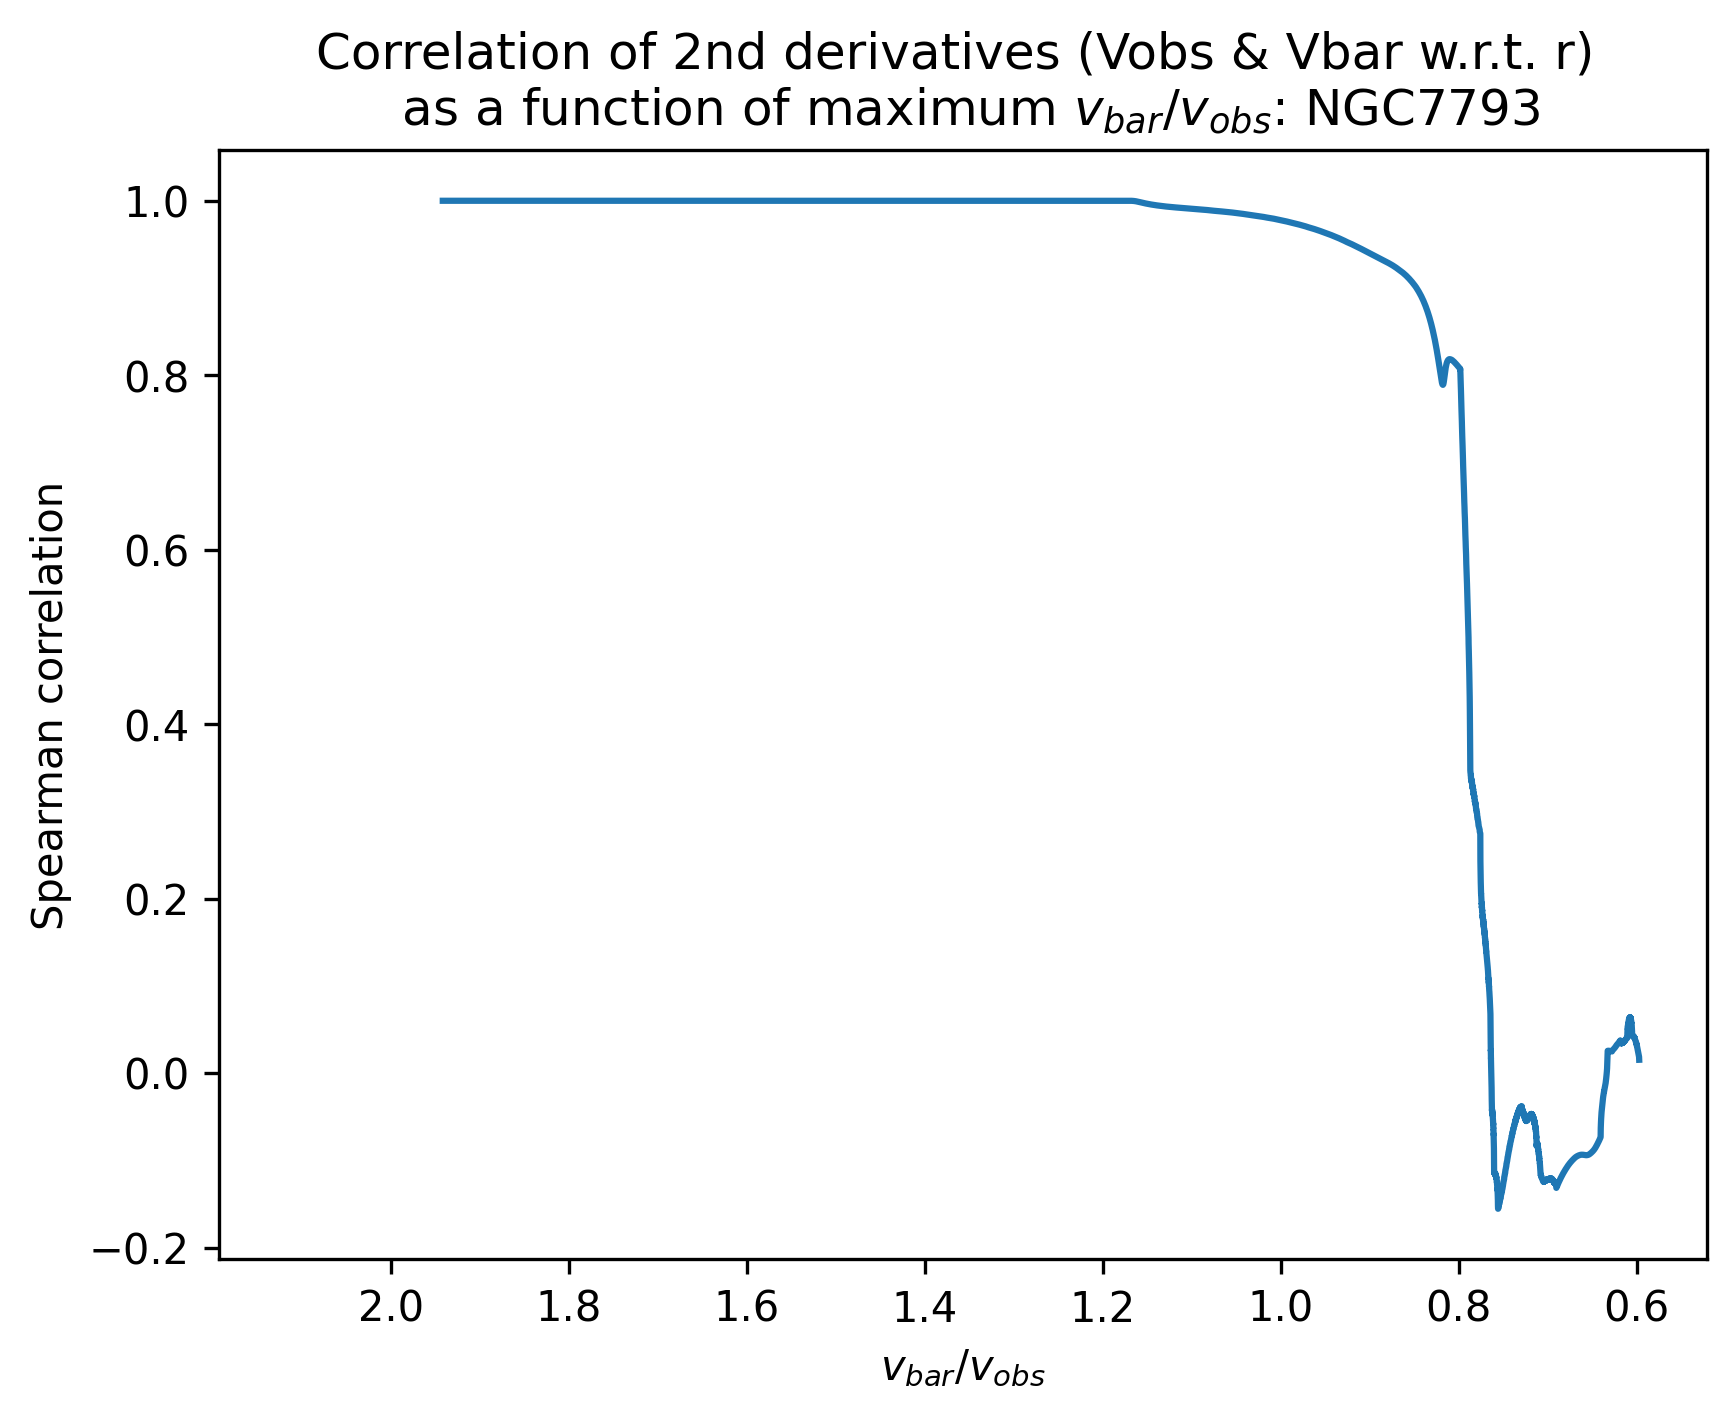 Correlation of 2nd derivatives (Vobs & Vbar w.r.t. r)
as a function of maximum v_bar/v_obs: NGC7793
1.0
0.8
0.6
0.4
0.2
0.0
−0.2
Spearman correlation
2.0 1.8 1.6 1.4 1.2 1.0 0.8 0.6
v_bar/v_obs